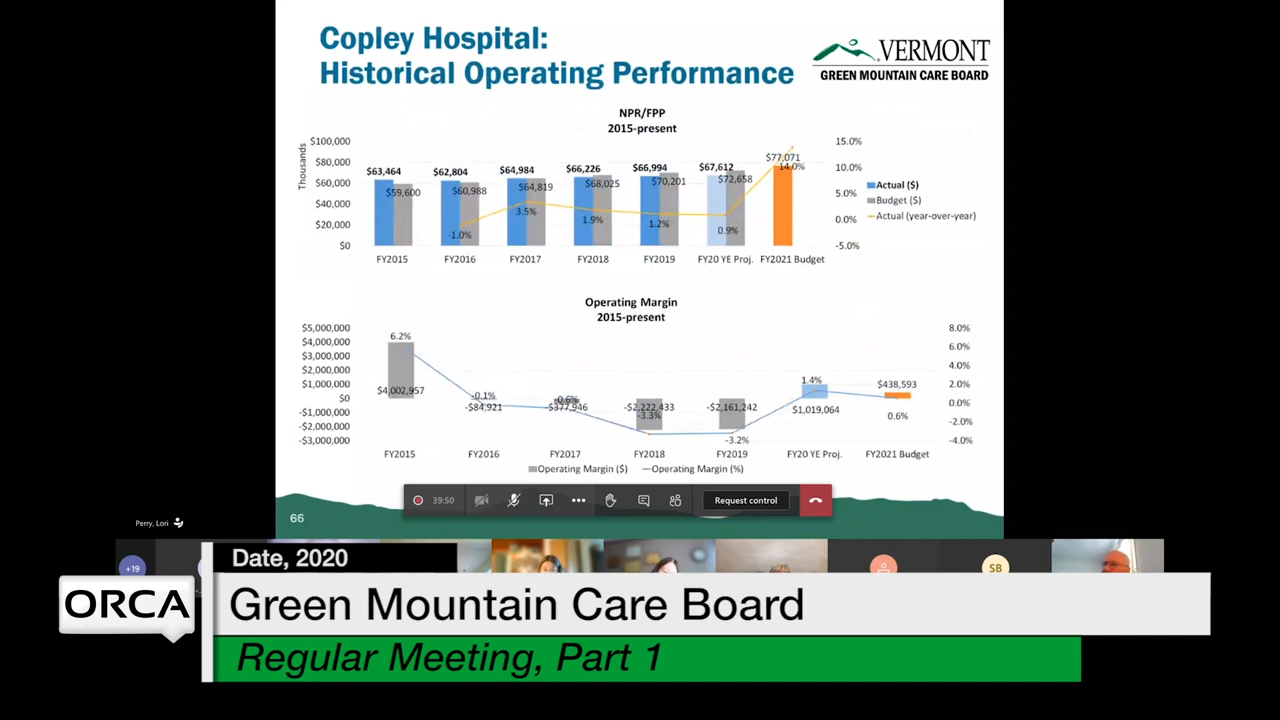 Copley Hospital:
Historical Operating Performance
VERMONT
GREEN MOUNTAIN CARE BOARD
NPR/FPP
2015-present
Thousands
$100,000
$80,000
$60,000
$40,000
$20,000
$0
$63,464
$59,600
$62,804
$60,988
$64,984
$64,819
$66,226
$68,025
$66,994
$70,201
$67,612
$72,658
$77,071
14.0%
-1.0%
3.5%
1.9%
1.2%
0.9%
15.0%
10.0%
5.0%
0.0%
-5.0%
Actual ($)
Budget ($)
Actual (year-over-year)
FY2015 FY2016 FY2017 FY2018 FY2019 FY20 YE Proj. FY2021 Budget
Operating Margin
2015-present
$5,000,000
$4,000,000
$3,000,000
$2,000,000
$1,000,000
$0
-$1,000,000
-$2,000,000
-$3,000,000
6.2%
$4,002,957
-0.1%
-$84,921
-0.6%
-$377,946
-$2,222,433
-3.3%
-$2,161,242
-3.2%
1.4%
$1,019,064
$438,593
0.6%
8.0%
6.0%
4.0%
2.0%
0.0%
-2.0%
-4.0%
FY2015 FY2016 FY2017 FY2018 FY2019 FY20 YE Proj. FY2021 Budget
Operating Margin ($) Operating Margin (%)
39:50
Request control
66
Perry, Lori
+19
SB
Date, 2020
ORCA
Green Mountain Care Board
Regular Meeting, Part 1